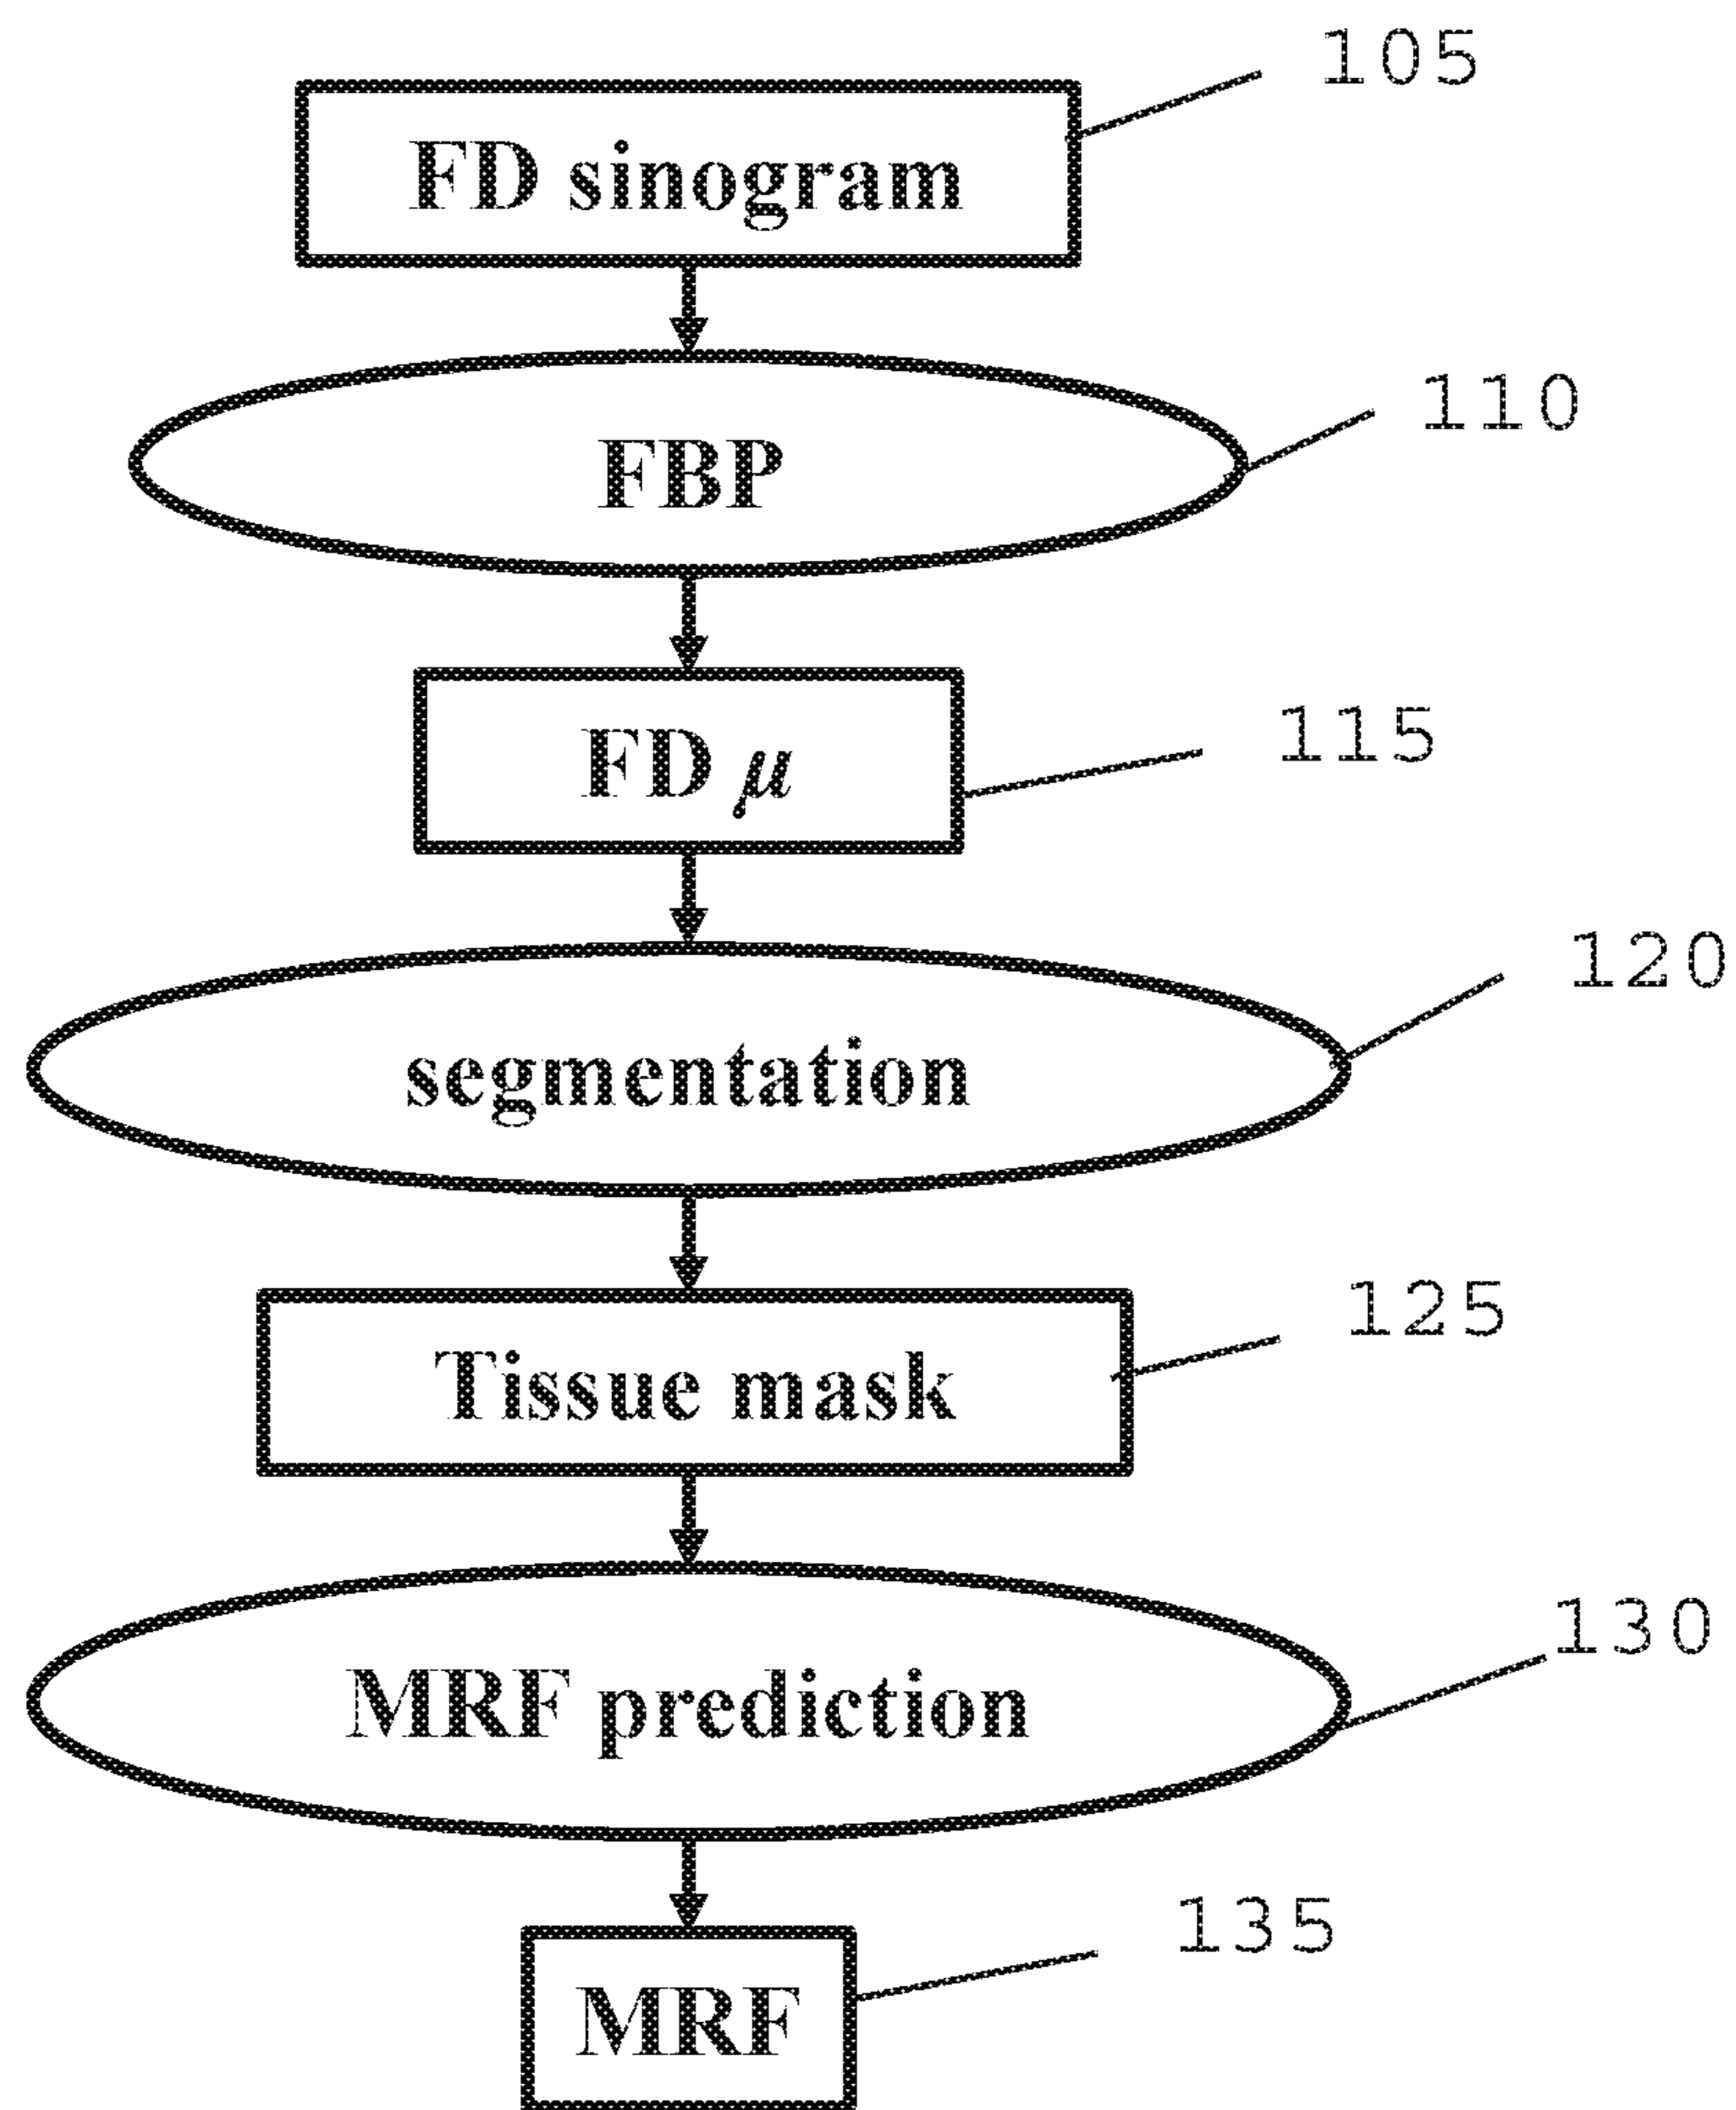 105
FD sinogram
110
FBP
115
FD μ
120
segmentation
125
Tissue mask
130
MRF prediction
135
MRF